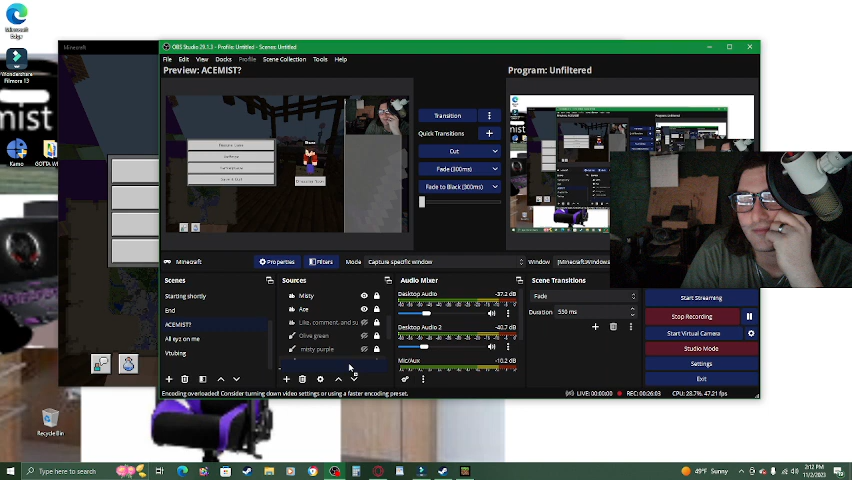 Microsoft
Edge
Wondershare
Filmora 13
mist
Kamo
GOTTA WI
Recycle Bin
Minecraft
OBS Studio 29.1.3 - Profile: Untitled - Scenes: Untitled
File Edit View Docks Profile Scene Collection Tools Help
Preview: ACEMIST?
Program: Unfiltered
Transition
Quick Transitions
Cut
Fade (300ms)
Fade to Black (300ms)
Minecraft
Properties
Filters
Mode
Capture specific window
Window
[Minecraft.Windows
Scenes
Starting shortly
End
ACEMIST?
All eyz on me
Vtubing
Sources
Misty
Ace
Like, comment, and su
Olive green
misty purple
Audio Mixer
Desktop Audio
-37.2 dB
Desktop Audio 2
-40.7 dB
Mic/Aux
-10.2 dB
Scene Transitions
Fade
Duration
550 ms
Start Streaming
Stop Recording
Start Virtual Camera
Studio Mode
Settings
Exit
Encoding overloaded! Consider turning down video settings or using a faster encoding preset.
LIVE: 00:00:00
REC: 00:26:03
CPU: 28.7%, 47.21 fps
Type here to search
49°F Sunny
2:12 PM
11/2/2023